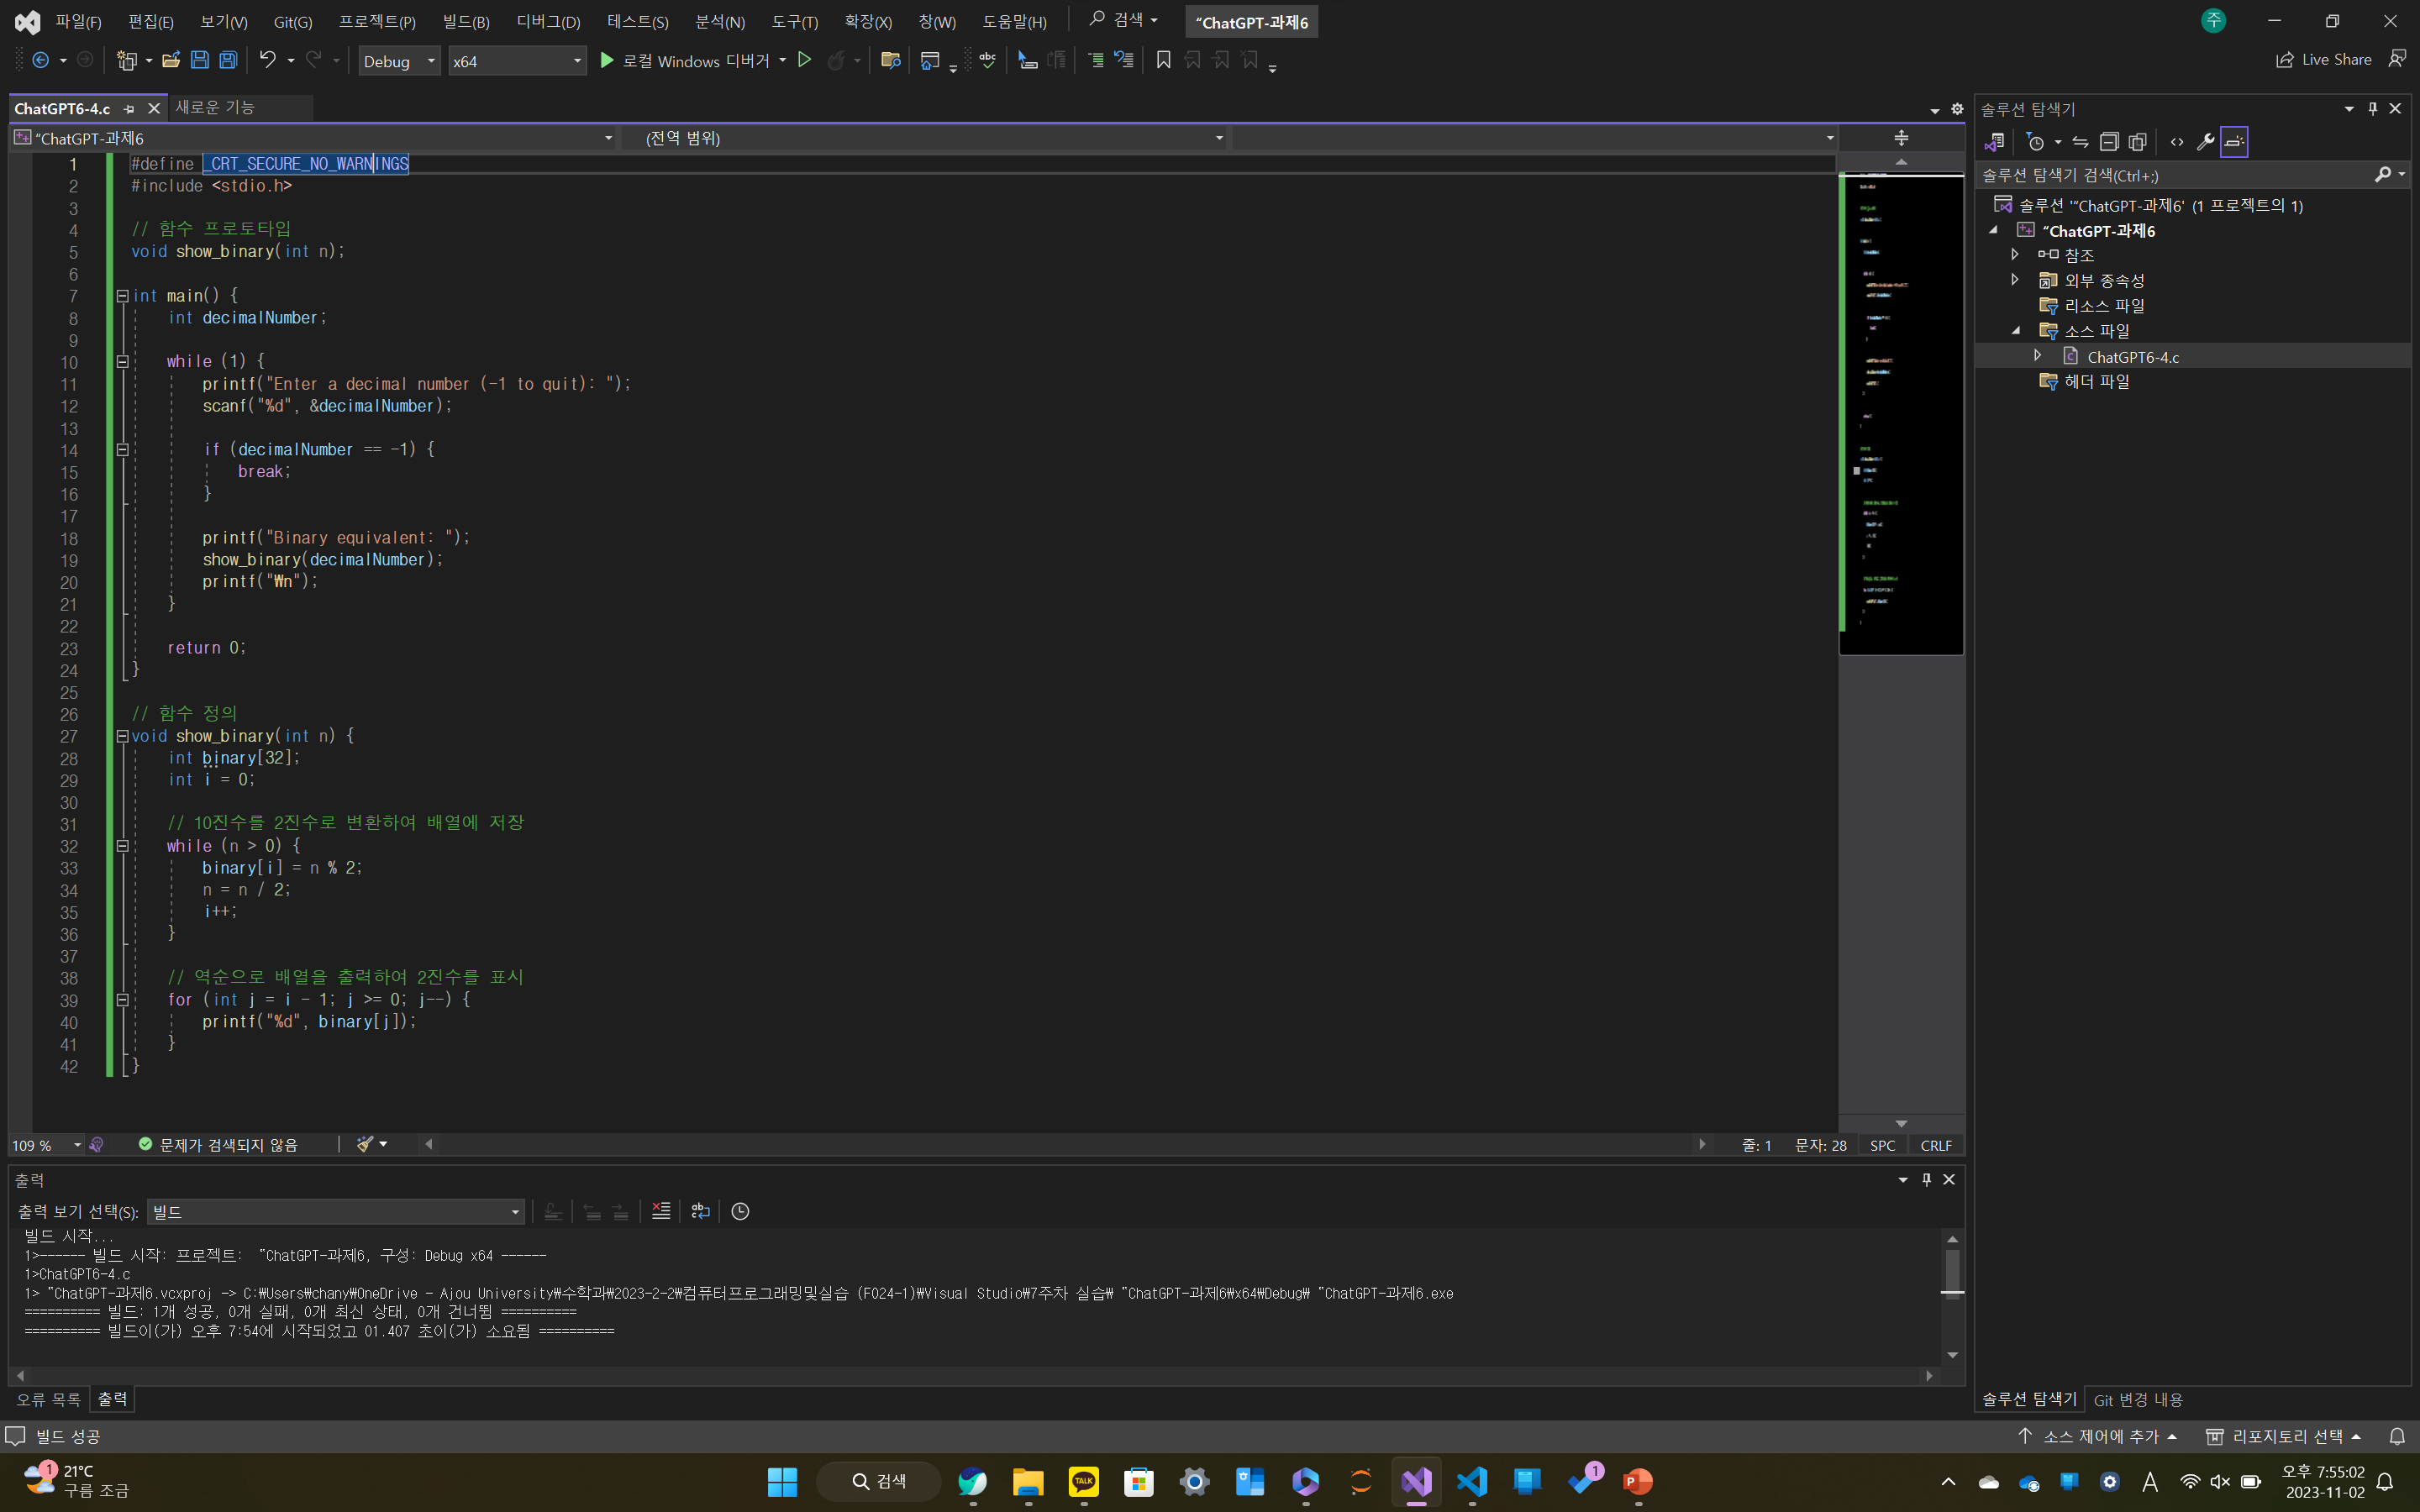 파일(F) 편집(E) 보기(V) Git(G) 프로젝트(P) 빌드(B) 디버그(D) 테스트(S) 분석(N) 도구(T) 확장(X) 창(W) 도움말(H) 검색 "ChatGPT-과제6 주
Debug x64 로컬 Windows 디버거 Live Share
ChatGPT6-4.c 새로운 기능
"ChatGPT-과제6 (전역 범위)
1 #define _CRT_SECURE_NO_WARNINGS
2 #include <stdio.h>
3
4 // 함수 프로토타입
5 void show_binary(int n);
6
7 int main() {
8 int decimalNumber;
9
10 while (1) {
11 printf("Enter a decimal number (-1 to quit): ");
12 scanf("%d", &decimalNumber);
13
14 if (decimalNumber == -1) {
15 break;
16 }
17
18 printf("Binary equivalent: ");
19 show_binary(decimalNumber);
20 printf("₩n");
21 }
22
23 return 0;
24 }
25
26 // 함수 정의
27 void show_binary(int n) {
28 int binary[32];
29 int i = 0;
30
31 // 10진수를 2진수로 변환하여 배열에 저장
32 while (n > 0) {
33 binary[i] = n % 2;
34 n = n / 2;
35 i++;
36 }
37
38 // 역순으로 배열을 출력하여 2진수를 표시
39 for (int j = i - 1; j >= 0; j--) {
40 printf("%d", binary[j]);
41 }
42 }
109 % 문제가 검색되지 않음 줄: 1 문자: 28 SPC CRLF
출력
출력 보기 선택(S): 빌드
빌드 시작...
1>------ 빌드 시작: 프로젝트: "ChatGPT-과제6, 구성: Debug x64 ------
1>ChatGPT6-4.c
1> "ChatGPT-과제6.vcxproj -> C:₩Users₩chany₩OneDrive - Ajou University₩수학과₩2023-2-2₩컴퓨터프로그래밍및실습 (F024-1)₩Visual Studio₩7주차 실습₩ "ChatGPT-과제6₩x64₩Debug₩ "ChatGPT-과제6.exe
========== 빌드: 1개 성공, 0개 실패, 0개 최신 상태, 0개 건너뜀 ==========
========== 빌드이(가) 오후 7:54에 시작되었고 01.407 초이(가) 소요됨 ==========
오류 목록 출력
솔루션 탐색기
솔루션 탐색기 검색(Ctrl+;)
솔루션 '"ChatGPT-과제6' (1 프로젝트의 1)
"ChatGPT-과제6
참조
외부 종속성
리소스 파일
소스 파일
ChatGPT6-4.c
헤더 파일
솔루션 탐색기 Git 변경 내용
빌드 성공 소스 제어에 추가 리포지토리 선택
1 21°C
구름 조금
검색
TALK
1
A
오후 7:55:02
2023-11-02